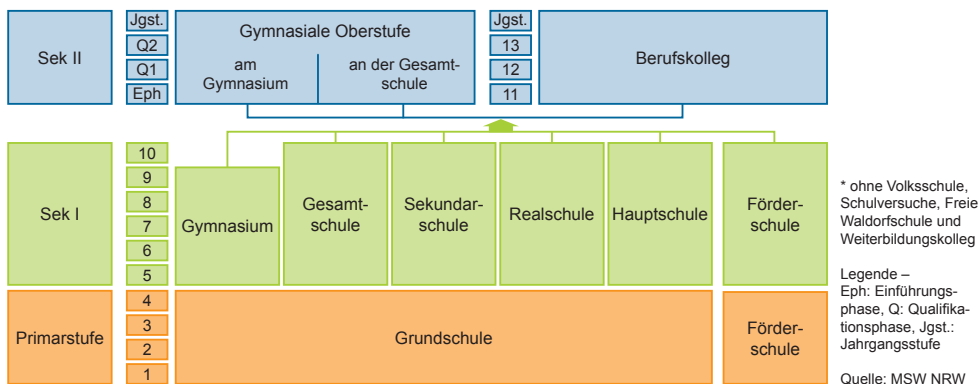 Sek II
Jgst.
Q2
Q1
Eph
Gymnasiale Oberstufe
am
Gymnasium
an der Gesamt-
schule
Jgst.
13
12
11
Berufskolleg
Sek I
10
9
8
7
6
5
Gymnasium
Gesamt-
schule
Sekundar-
schule
Realschule
Hauptschule
Förder-
schule
Primarstufe
4
3
2
1
Grundschule
Förder-
schule
* ohne Volksschule,
Schulversuche, Freie
Waldorfschule und
Weiterbildungskolleg
Legende –
Eph: Einführungs-
phase, Q: Qualifika-
tionsphase, Jgst.:
Jahrgangsstufe
Quelle: MSW NRW